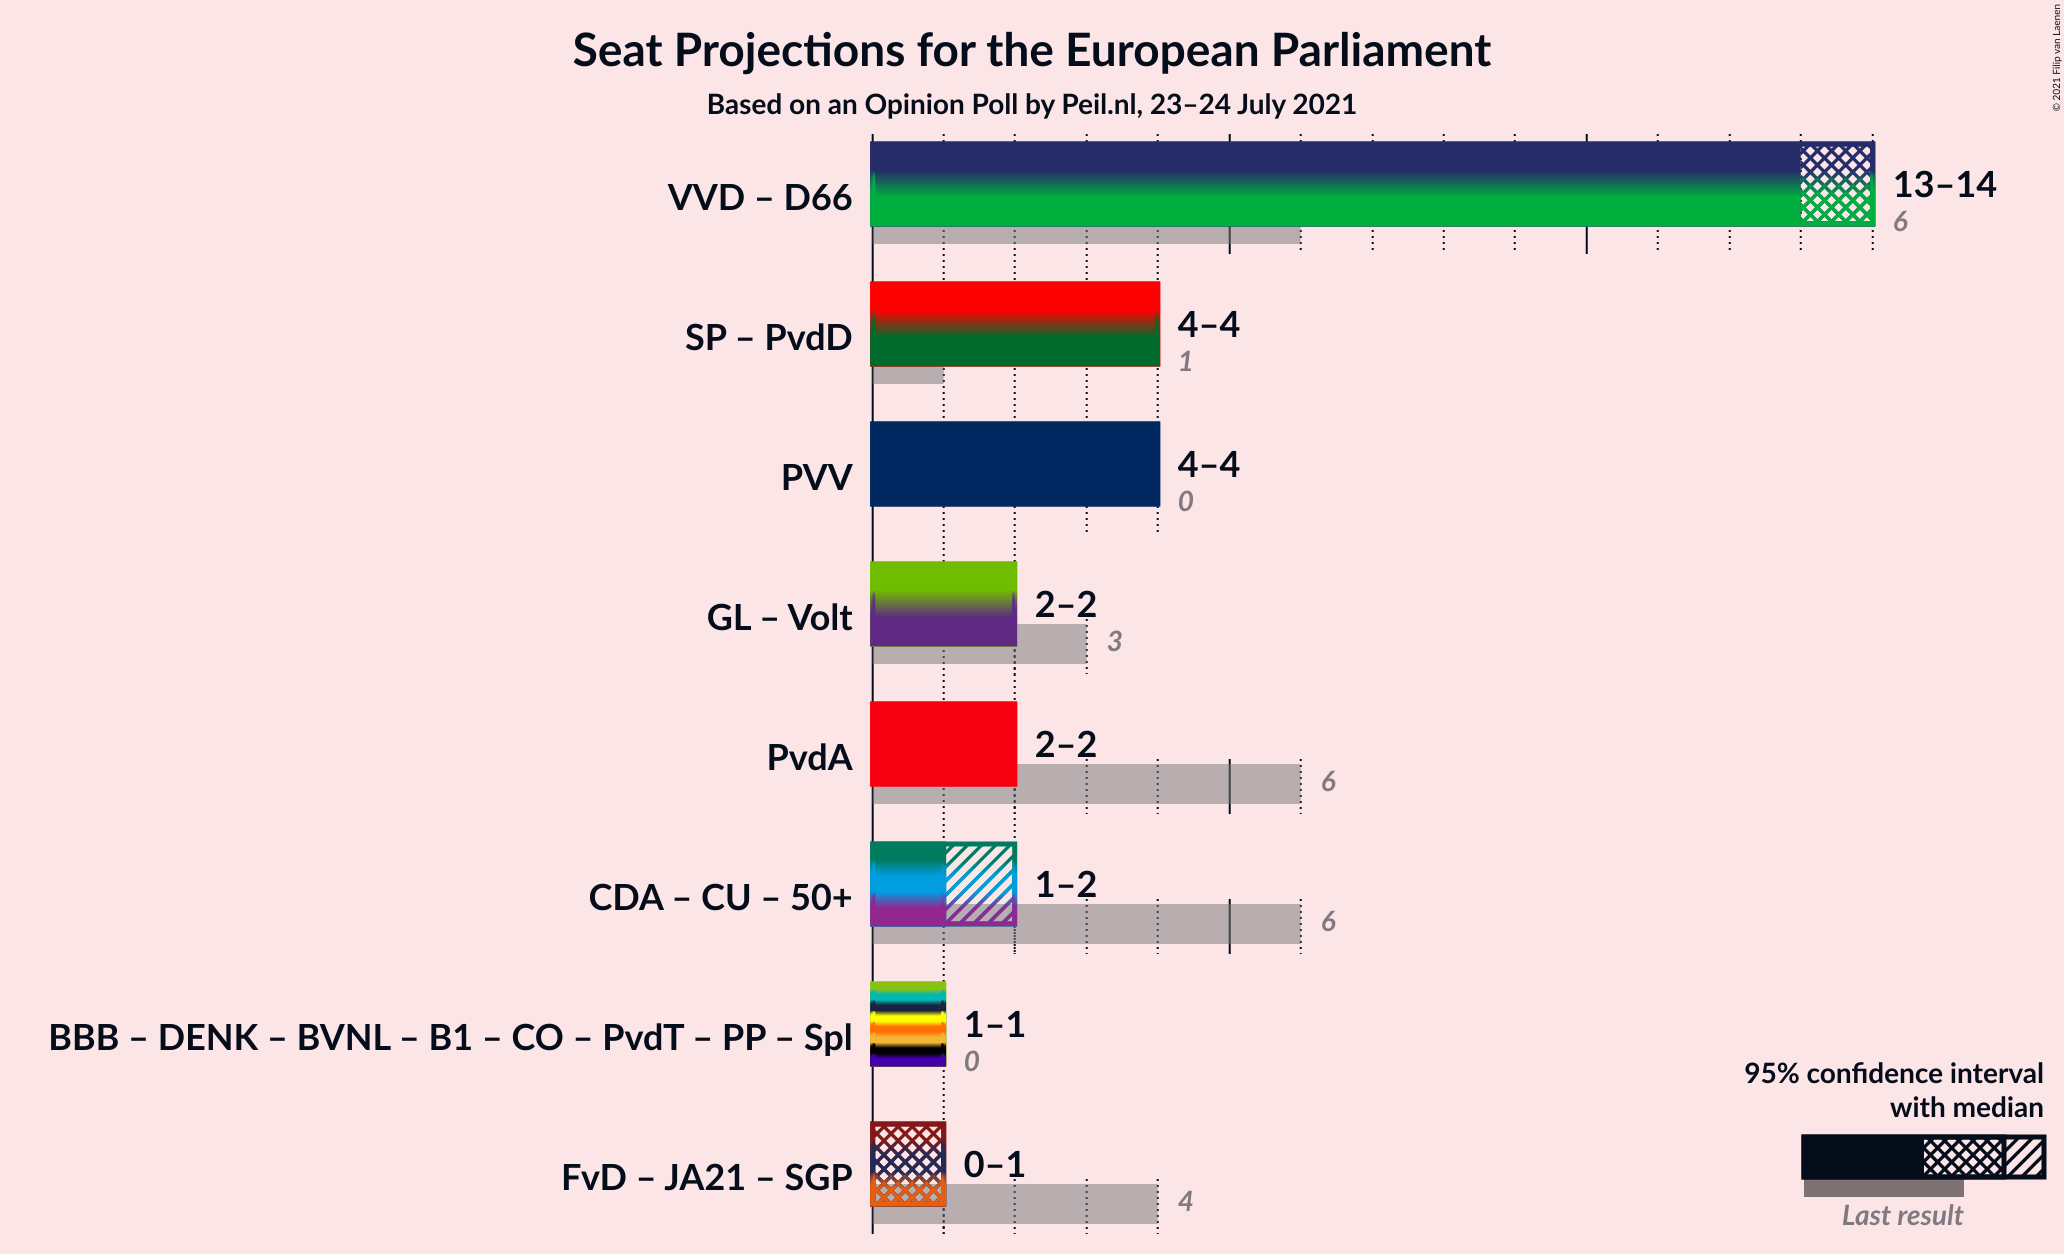 Seat Projections for the European Parliament
Based on an Opinion Poll by Peil.nl, 23–24 July 2021
© 2021 Filip van Laenen
VVD – D66
13–14
6
SP – PvdD
4–4
1
PVV
4–4
0
GL – Volt
2–2
3
PvdA
2–2
6
CDA – CU – 50+
1–2
6
BBB – DENK – BVNL – B1 – CO – PvdT – PP – Spl
1–1
0
FvD – JA21 – SGP
0–1
4
95% confidence interval
with median
Last result